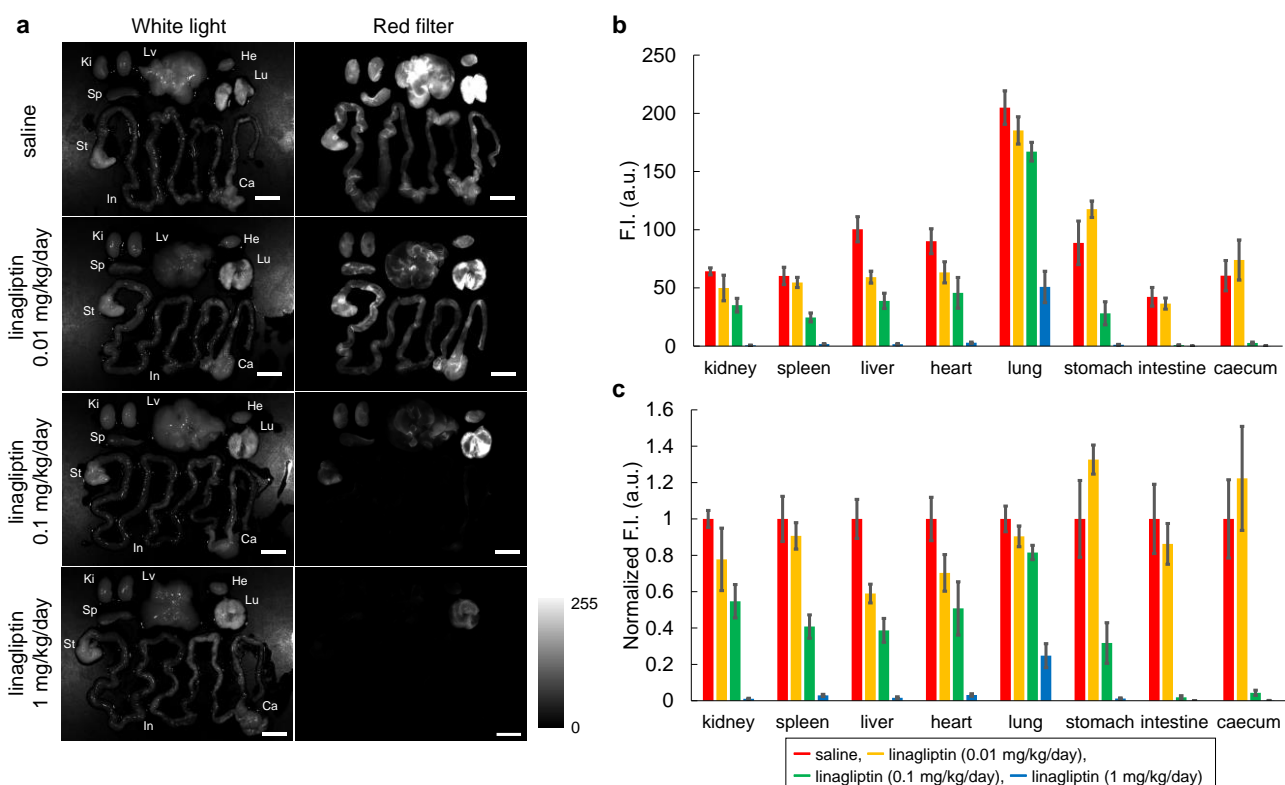 a
White light
Red filter
saline
Ki
Lv
He
Lu
Sp
St
In
Ca
linagliptin
0.01 mg/kg/day
Ki
Lv
He
Lu
Sp
St
In
Ca
linagliptin
0.1 mg/kg/day
Ki
Lv
He
Lu
Sp
St
In
Ca
linagliptin
1 mg/kg/day
Ki
Lv
He
Lu
Sp
St
In
Ca
255
0
b
F.I. (a.u.)
250
200
150
100
50
0
kidney spleen liver heart lung stomach intestine caecum
c
Normalized F.I. (a.u.)
1.6
1.4
1.2
1
0.8
0.6
0.4
0.2
0
kidney spleen liver heart lung stomach intestine caecum
saline, linagliptin (0.01 mg/kg/day),
linagliptin (0.1 mg/kg/day), linagliptin (1 mg/kg/day)